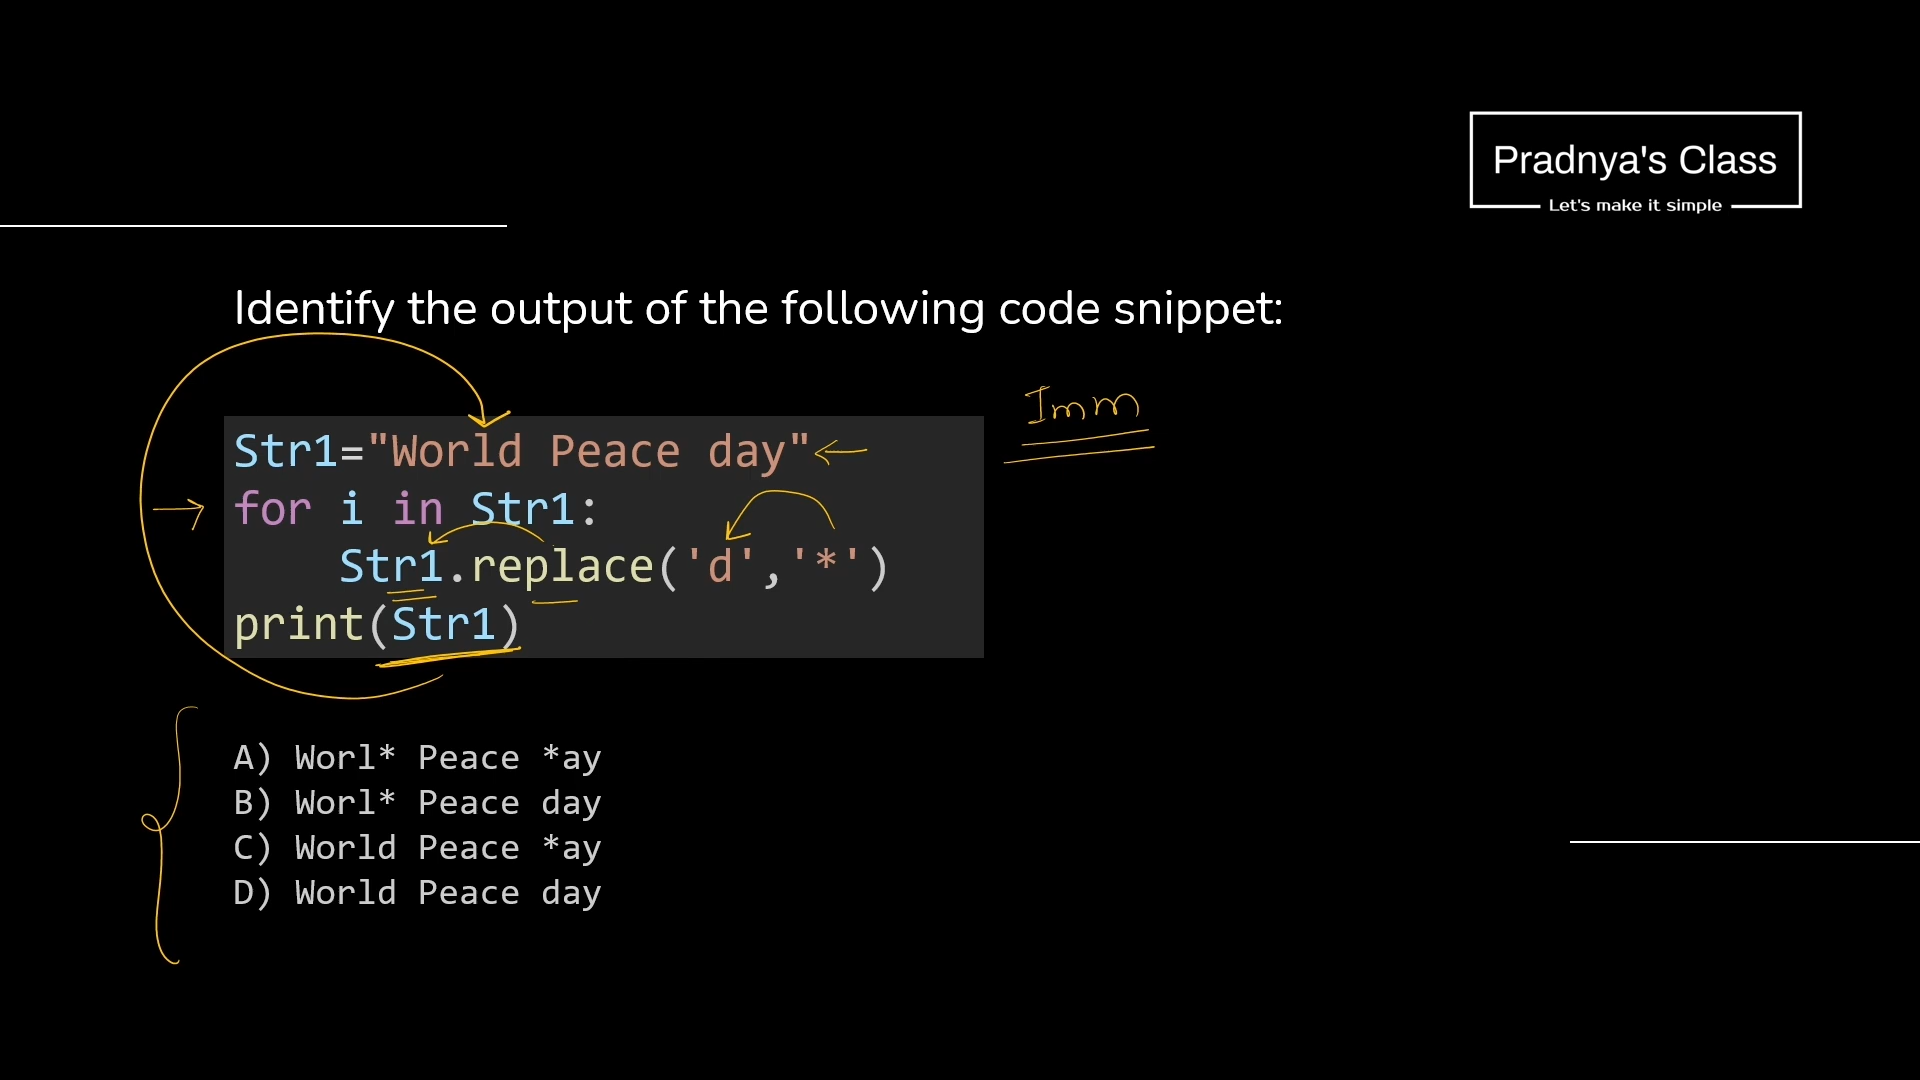 Pradnya's Class
Let's make it simple
Identify the output of the following code snippet:
Imm
Str1="World Peace day"
for i in Str1:
    Str1.replace('d','*')
print(Str1)
A) Worl* Peace *ay
B) Worl* Peace day
C) World Peace *ay
D) World Peace day